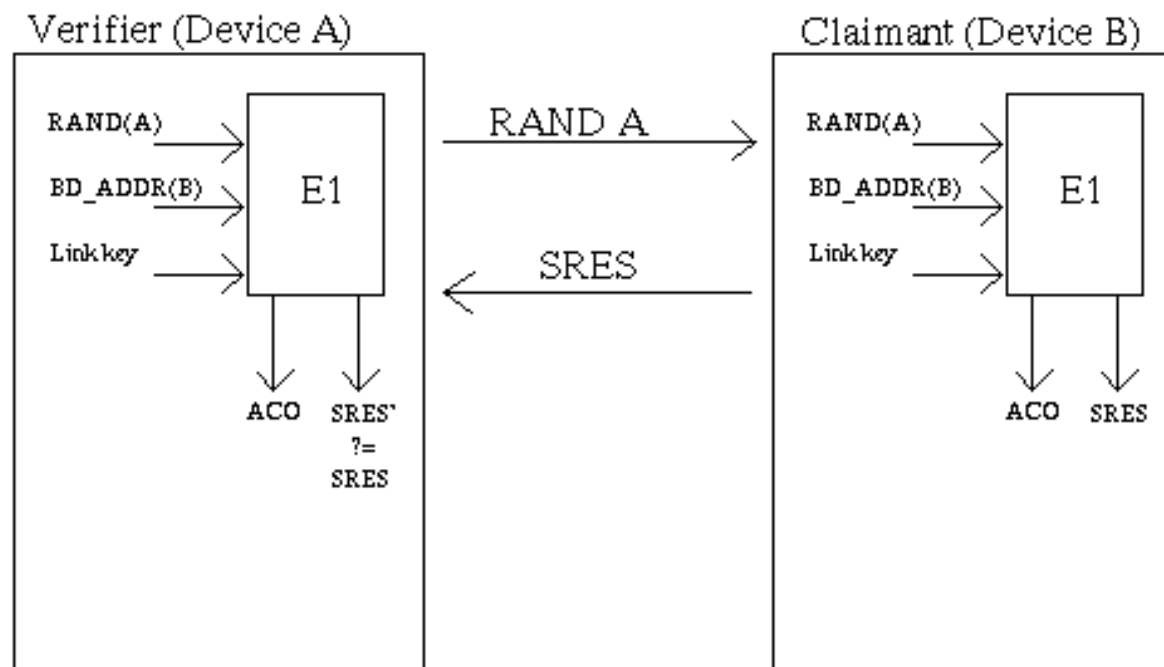 Verifier (Device A)
RAND(A)
BD_ADDR(B)
Link key
E1
ACO
SRES'
?=
SRES
RAND A
SRES
Claimant (Device B)
RAND(A)
BD_ADDR(B)
Link key
E1
ACO
SRES